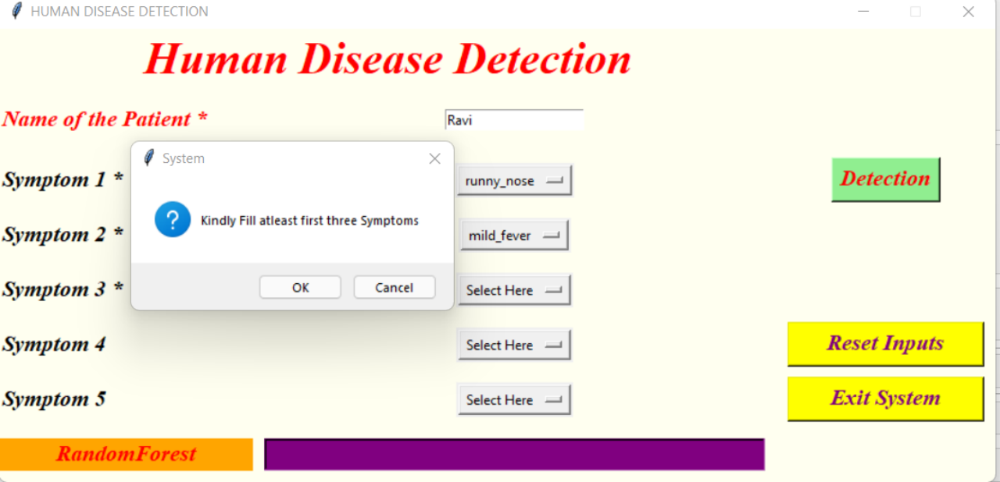 HUMAN DISEASE DETECTION
Human Disease Detection
Name of the Patient *
Ravi
System
Symptom 1 *
runny_nose
Detection
Kindly Fill atleast first three Symptoms
Symptom 2 *
mild_fever
OK
Cancel
Symptom 3 *
Select Here
Symptom 4
Select Here
Reset Inputs
Symptom 5
Select Here
Exit System
RandomForest